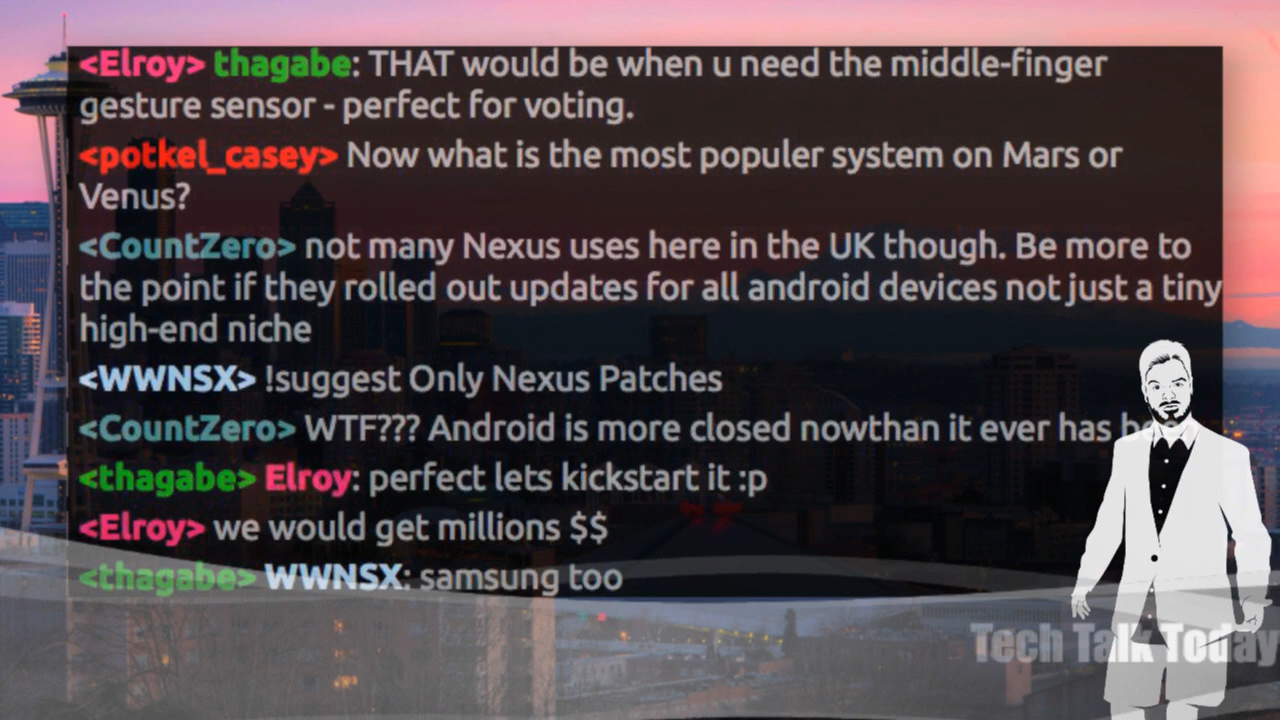 <Elroy> thagabe: THAT would be when u need the middle-finger
gesture sensor - perfect for voting.
<potkel_casey> Now what is the most populer system on Mars or
Venus?
<CountZero> not many Nexus uses here in the UK though. Be more to
the point if they rolled out updates for all android devices not just a tiny
high-end niche
<WWNSX> !suggest Only Nexus Patches
<CountZero> WTF??? Android is more closed nowthan it ever has
<thagabe> Elroy: perfect lets kickstart it :p
<Elroy> we would get millions $$
<thagabe> WWNSX: samsung too
Tech Talk Today